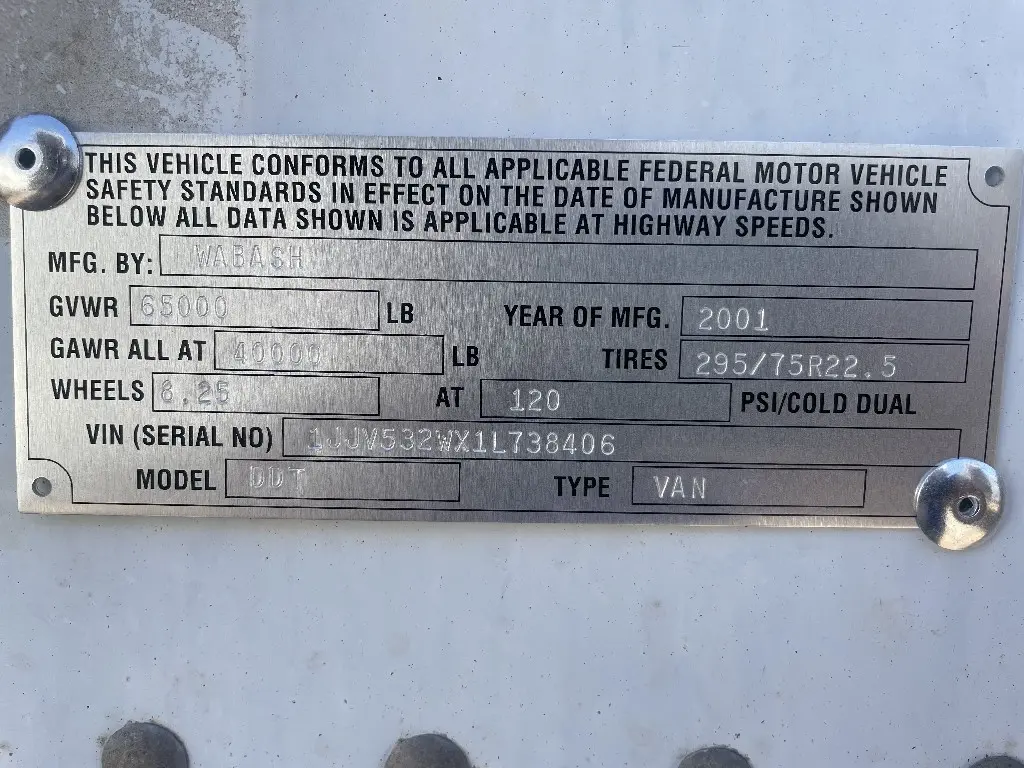 THIS VEHICLE CONFORMS TO ALL APPLICABLE FEDERAL MOTOR VEHICLE
SAFETY STANDARDS IN EFFECT ON THE DATE OF MANUFACTURE SHOWN
BELOW ALL DATA SHOWN IS APPLICABLE AT HIGHWAY SPEEDS.
MFG. BY: WABASH
GVWR 65000 LB YEAR OF MFG. 2001
GAWR ALL AT 40000 LB TIRES 295/75R22.5
WHEELS 8.25 AT 120 PSI/COLD DUAL
VIN (SERIAL NO) 1JJV532WX1L738406
MODEL DDT TYPE VAN